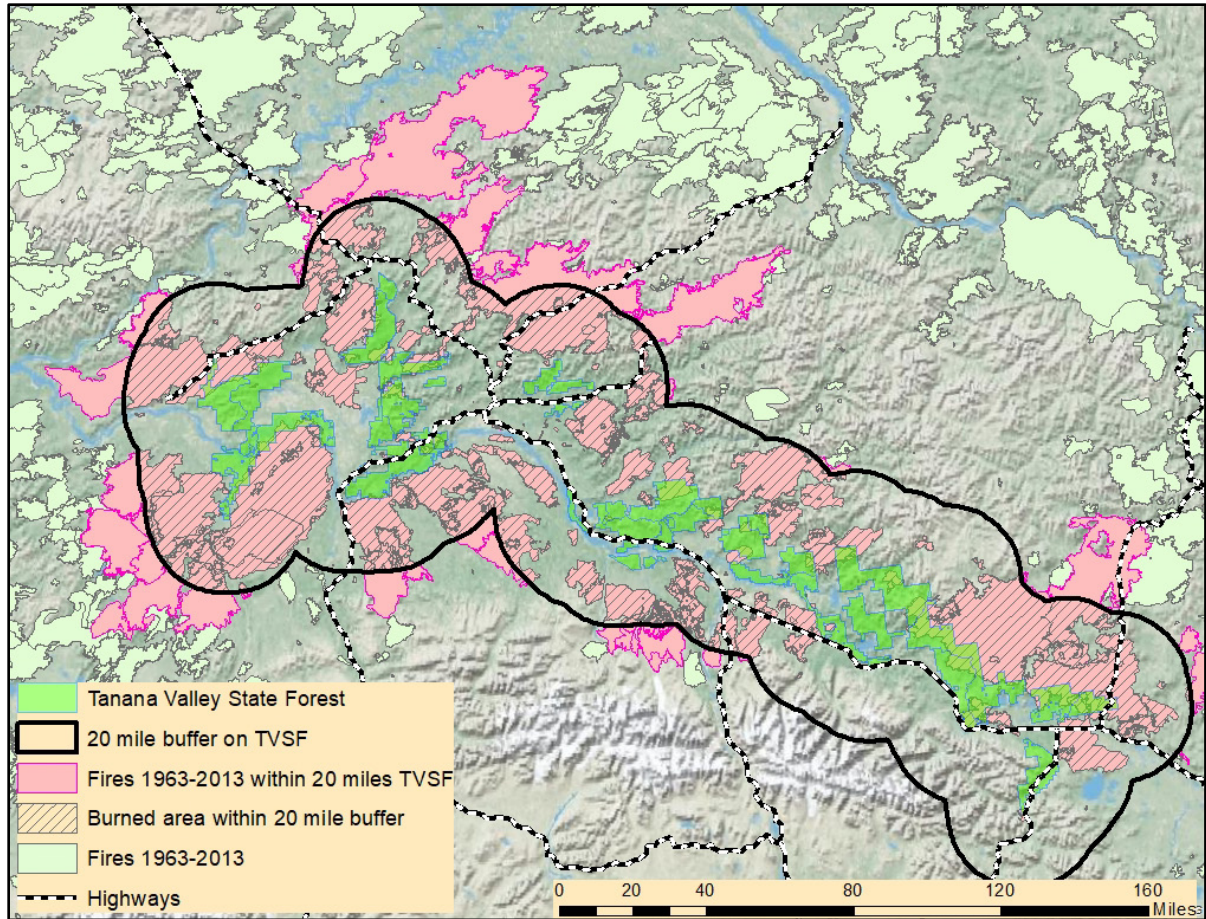 Tanana Valley State Forest
20 mile buffer on TVSF
Fires 1963-2013 within 20 miles TVSF
Burned area within 20 mile buffer
Fires 1963-2013
Highways
0 20 40 80 120 160
Miles